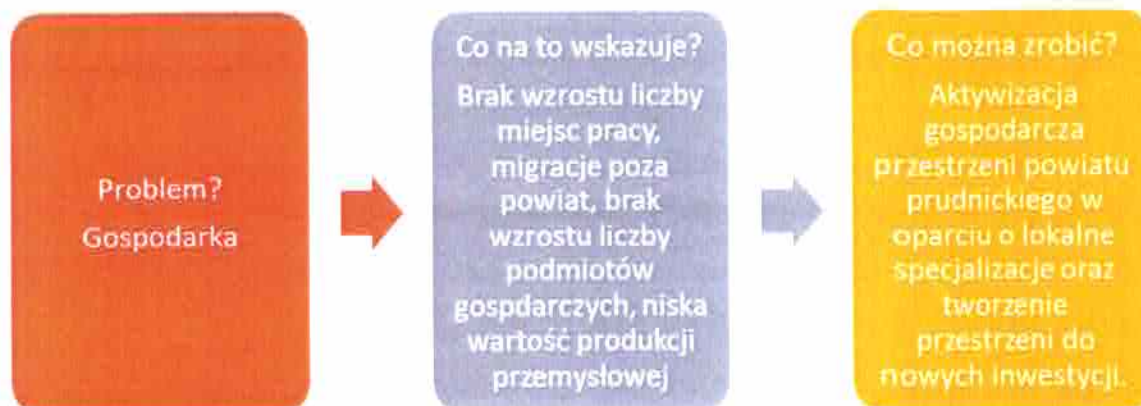 Problem?
Gospodarka
Co na to wskazuje?
Brak wzrostu liczby
miejsc pracy,
migracje poza
powiat, brak
wzrostu liczby
podmiotów
gospdarczych, niska
wartość produkcji
przemysłowej
Co można zrobić?
Aktywizacja
gospodarcza
przestrzeni powiatu
prudnickiego w
oparciu o lokalne
specjalizacje oraz
tworzenie
przestrzeni do
nowych inwestycji.